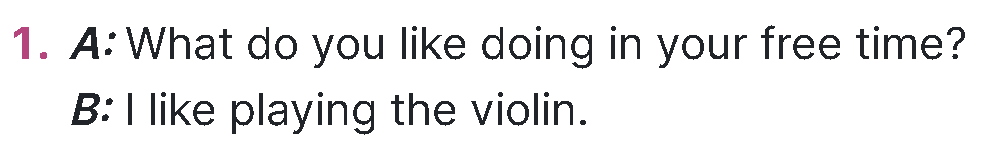 1. A: What do you like doing in your free time?
B: I like playing the violin.